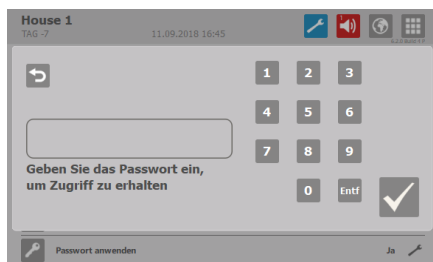 House 1
TAG -7 11.09.2018 16:45
1 2 3
4 5 6
7 8 9
0 Entf
Geben Sie das Passwort ein,
um Zugriff zu erhalten
Passwort anwenden Ja